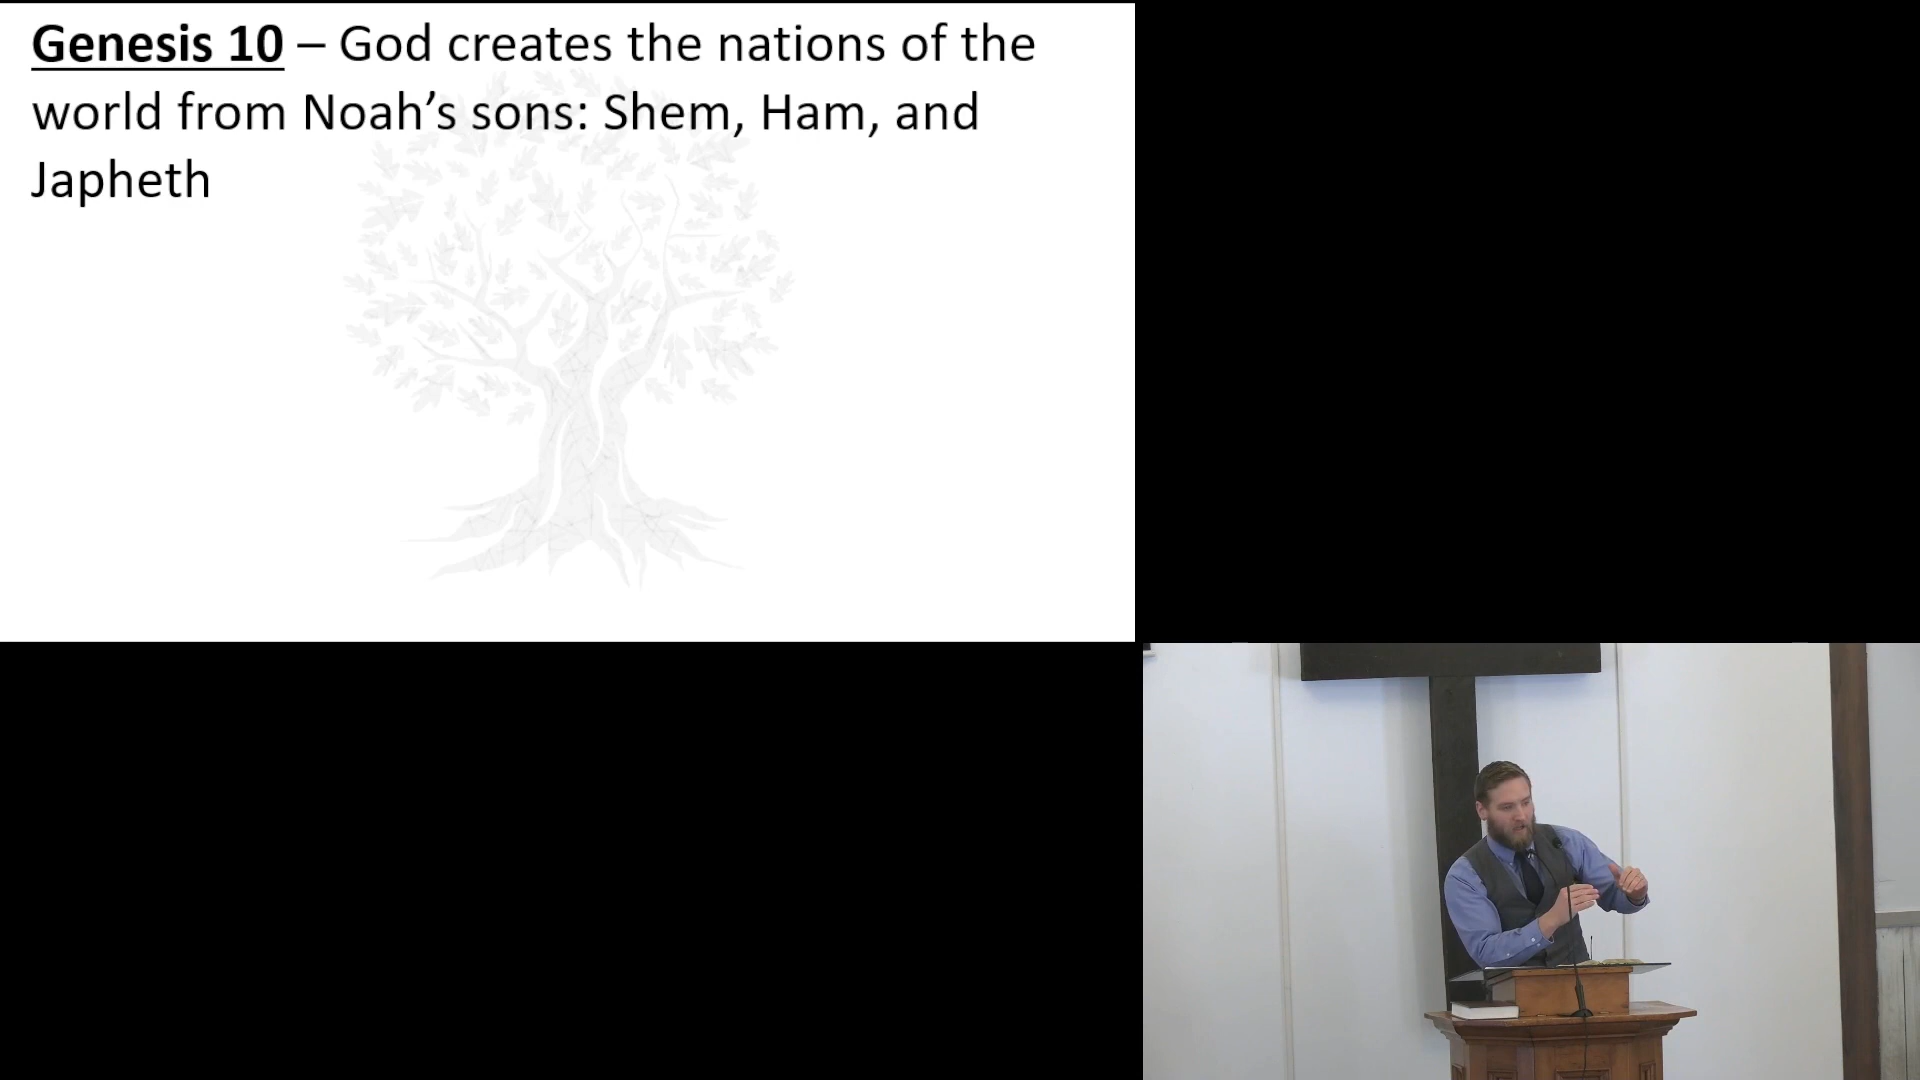 Genesis 10 – God creates the nations of the
world from Noah’s sons: Shem, Ham, and
Japheth